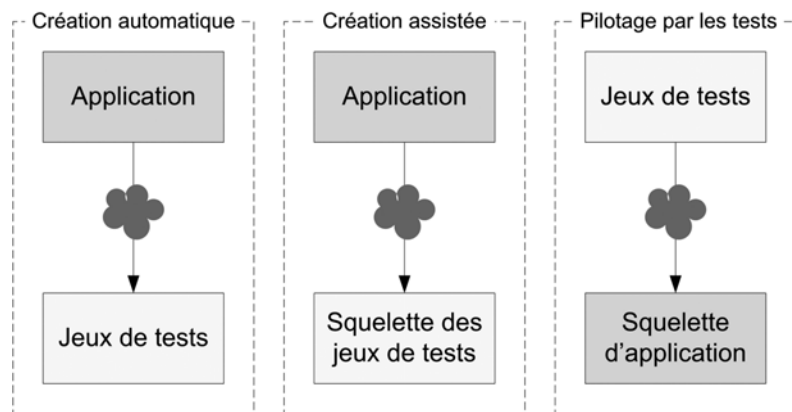 Création automatique
Application
Jeux de tests
Création assistée
Application
Squelette des
jeux de tests
Pilotage par les tests
Jeux de tests
Squelette
d'application